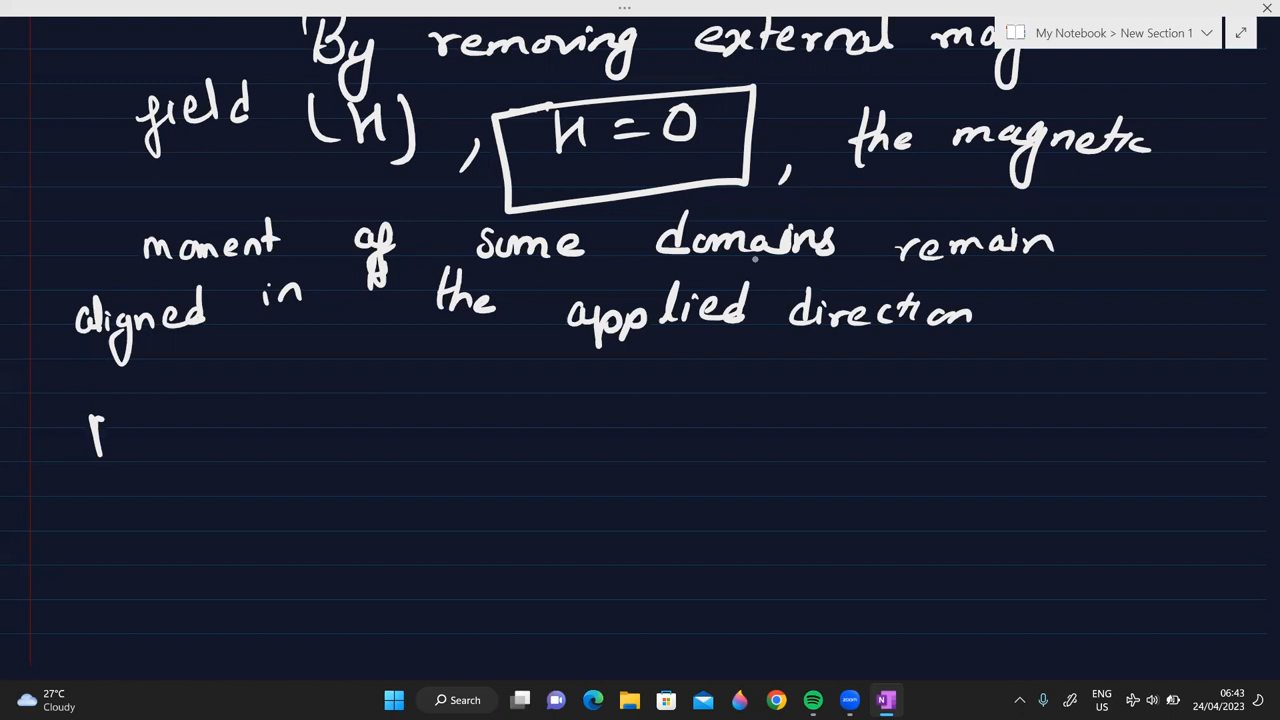 By removing external mag
field (H), H = 0, the magnetic
moment of some domains remain
aligned in the applied direction
My Notebook > New Section 1
27°C
Cloudy
Search
ENG
US
06:43
24/04/2023